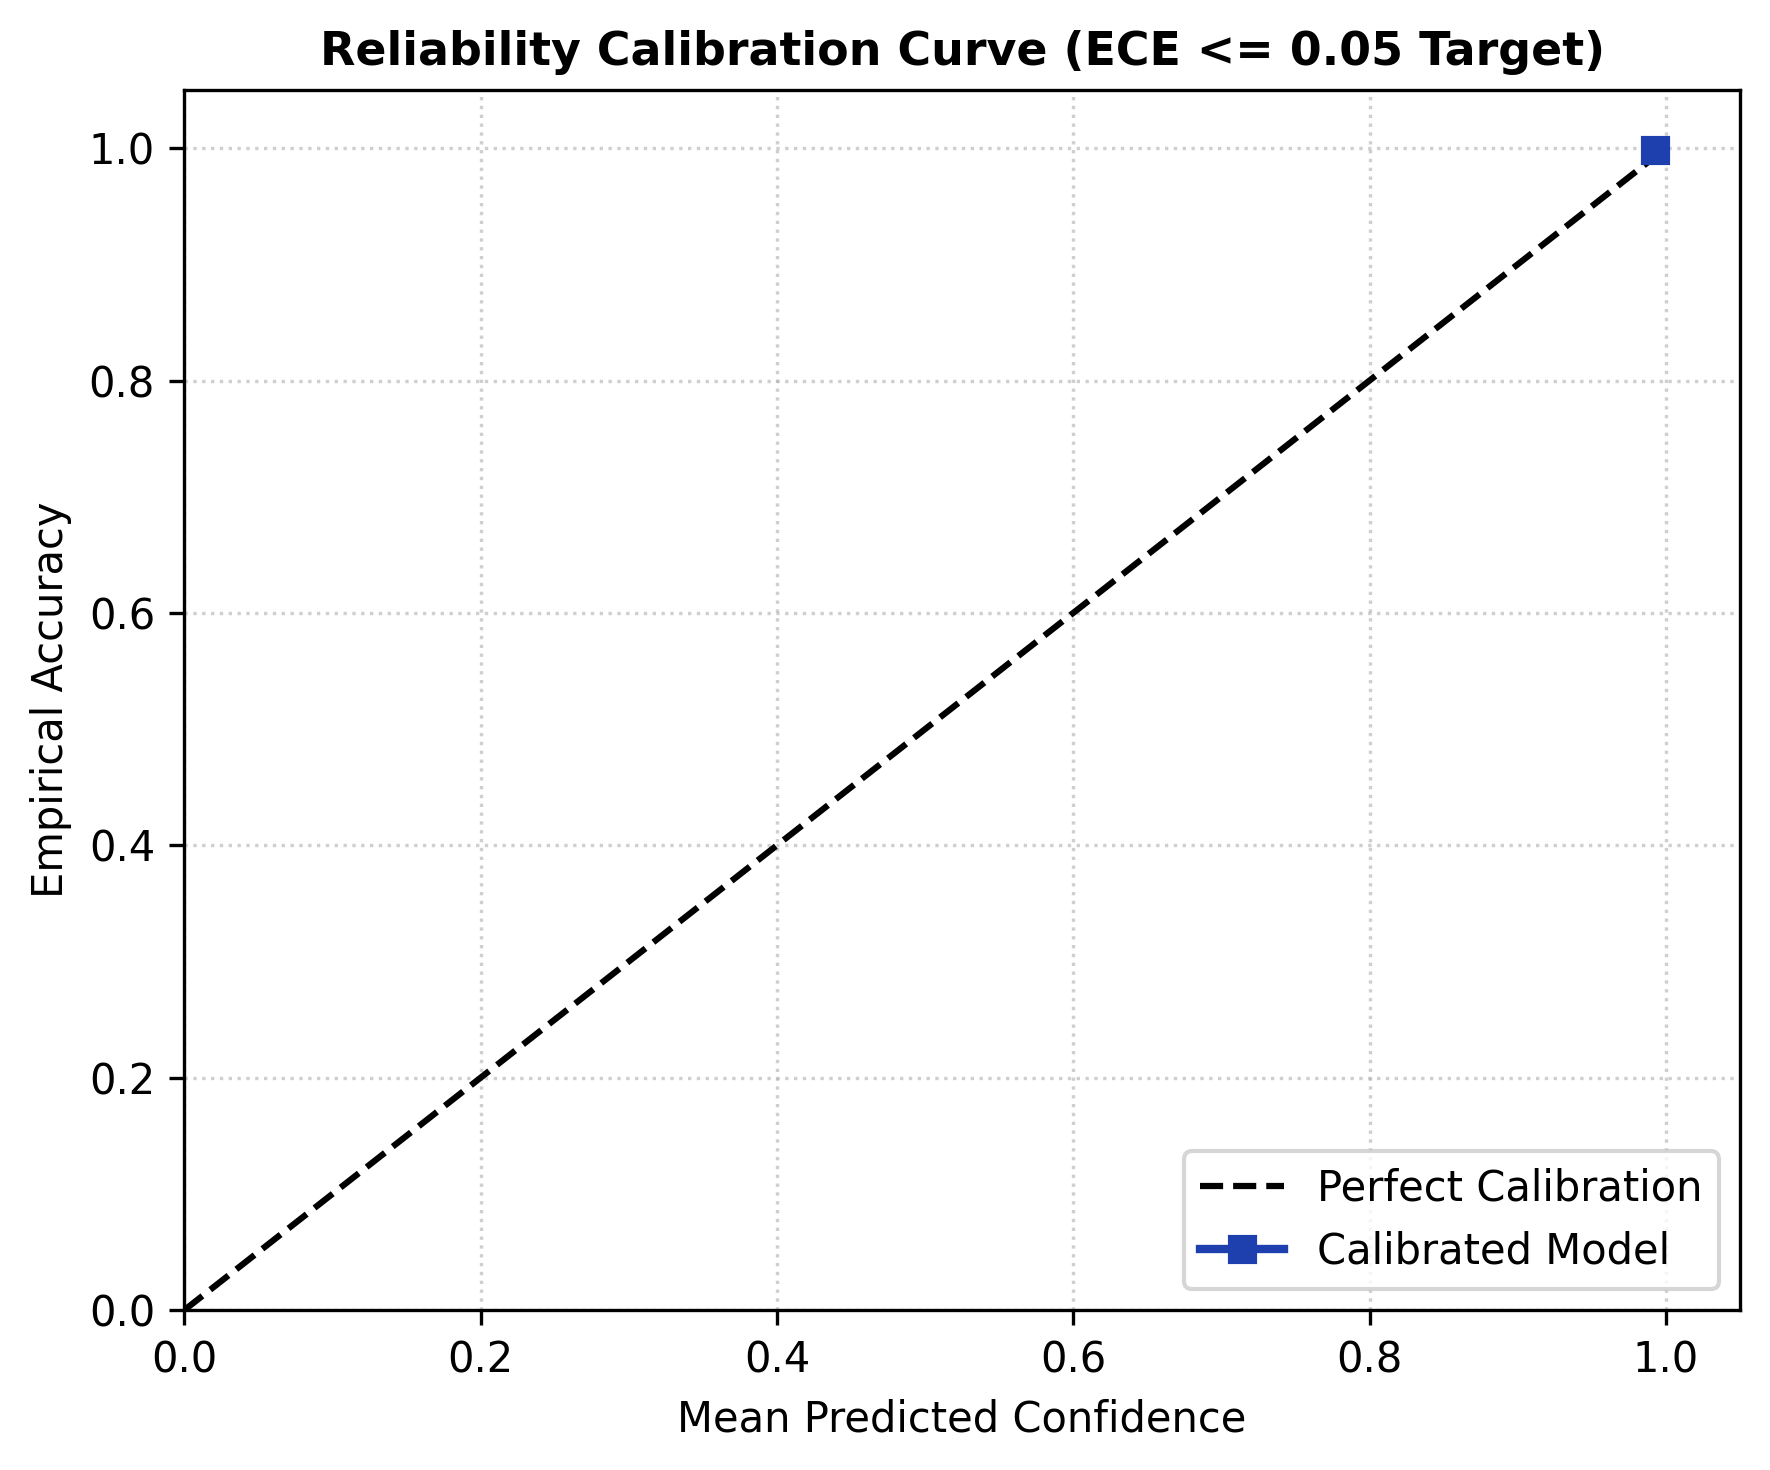 Reliability Calibration Curve (ECE <= 0.05 Target)
1.0
0.8
0.6
0.4
0.2
0.0
Empirical Accuracy
Perfect Calibration
Calibrated Model
0.0 0.2 0.4 0.6 0.8 1.0
Mean Predicted Confidence